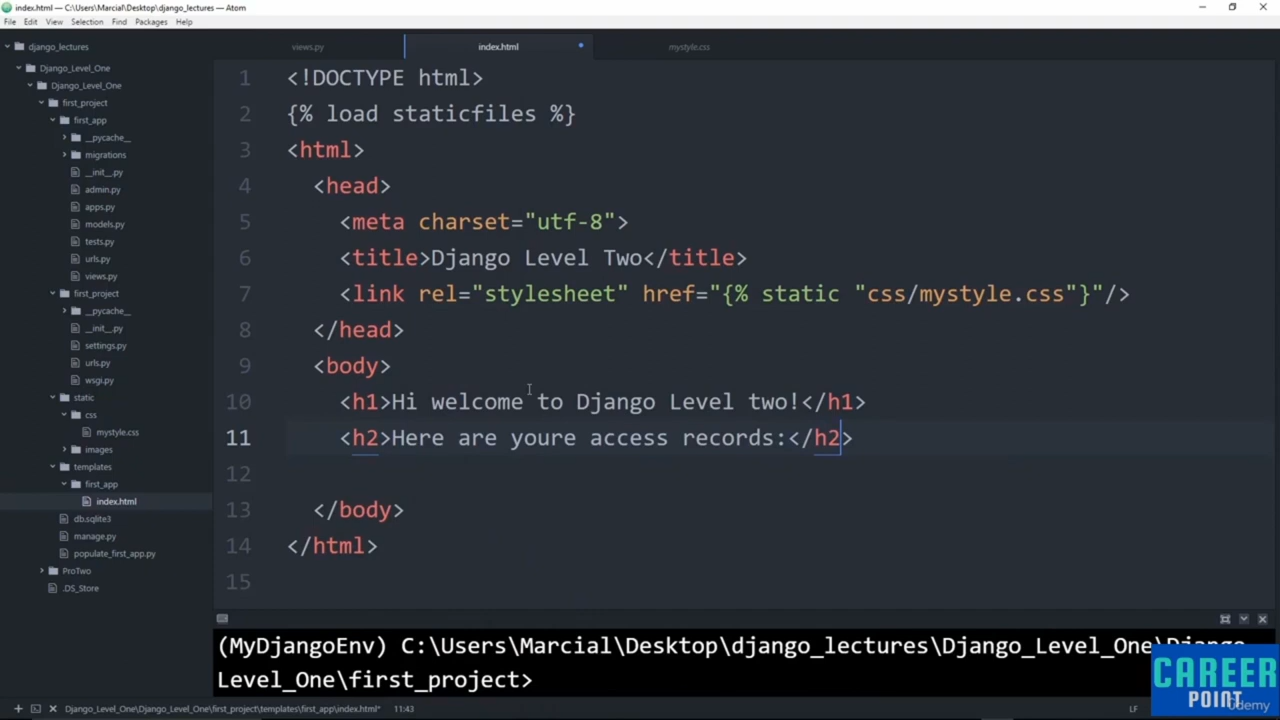 index.html — C:\Users\Marcial\Desktop\django_lectures — Atom
File Edit View Selection Find Packages Help
django_lectures
Django_Level_One
Django_Level_One
first_project
first_app
__pycache__
migrations
__init__.py
admin.py
apps.py
models.py
tests.py
urls.py
views.py
first_project
__pycache__
__init__.py
settings.py
urls.py
wsgi.py
static
css
mystyle.css
images
templates
first_app
index.html
db.sqlite3
manage.py
populate_first_app.py
ProTwo
.DS_Store
views.py index.html mystyle.css
1 <!DOCTYPE html>
2 {% load staticfiles %}
3 <html>
4 <head>
5 <meta charset="utf-8">
6 <title>Django Level Two</title>
7 <link rel="stylesheet" href="{% static "css/mystyle.css"}"/>
8 </head>
9 <body>
10 <h1>Hi welcome to Django Level two!</h1>
11 <h2>Here are youre access records:</h2>
12
13 </body>
14 </html>
15
(MyDjangoEnv) C:\Users\Marcial\Desktop\django_lectures\Django_Level_One\Django_
Level_One\first_project>
Django_Level_One\Django_Level_One\first_project\templates\first_app\index.html* 11:43 LF
CAREER
POINT
Udemy